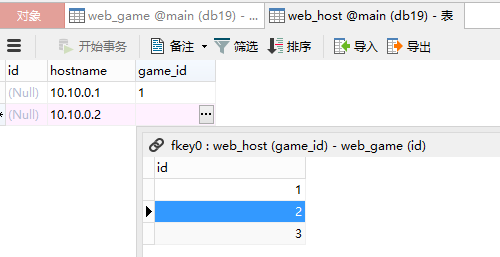 对象 web_game @main (db19) - ... web_host @main (db19) - 表
开始事务 备注 筛选 排序 导入 导出
id hostname game_id
(Null) 10.10.0.1 1
* (Null) 10.10.0.2 ...
fkey0 : web_host (game_id) - web_game (id)
id
1
2
3